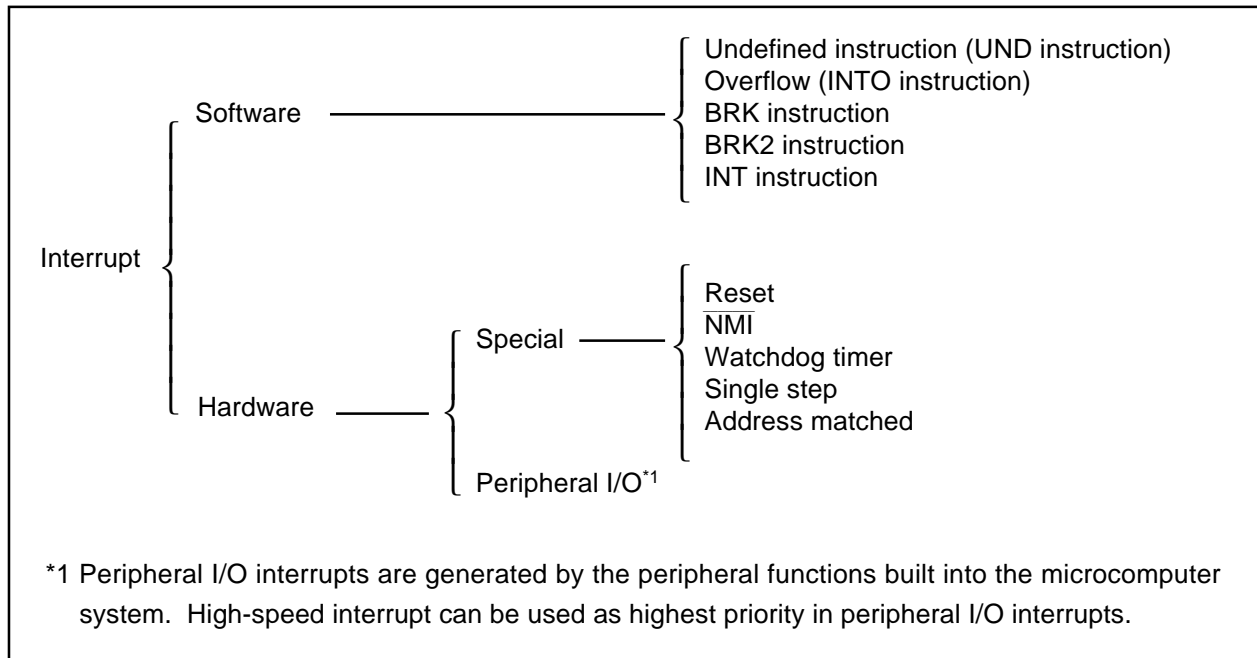 Undefined instruction (UND instruction)
Overflow (INTO instruction)
Software
BRK instruction
BRK2 instruction
INT instruction
Interrupt
Reset
NMI
Special
Watchdog timer
Single step
Hardware
Address matched
Peripheral I/O*1
*1 Peripheral I/O interrupts are generated by the peripheral functions built into the microcomputer
system. High-speed interrupt can be used as highest priority in peripheral I/O interrupts.